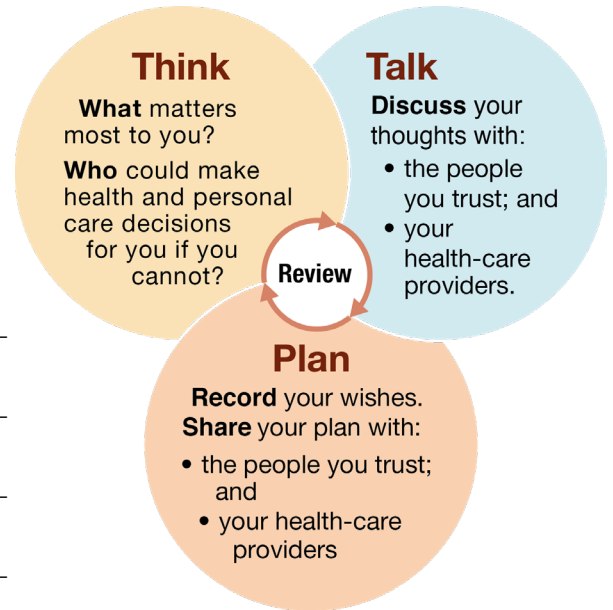 Think
What matters
most to you?
Who could make
health and personal
care decisions
for you if you
cannot?
Talk
Discuss your
thoughts with:
• the people
you trust; and
• your
health-care
providers.
Review
Plan
Record your wishes.
Share your plan with:
• the people you trust;
and
• your health-care
providers